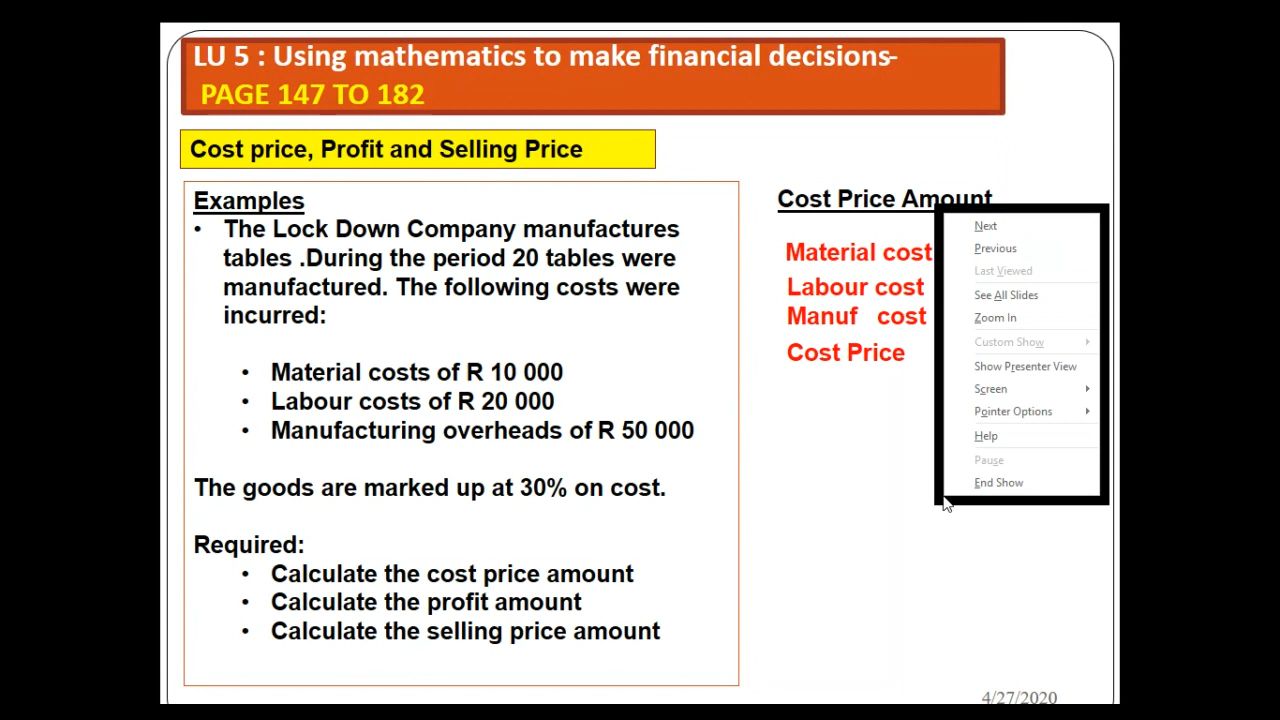 LU 5 : Using mathematics to make financial decisions-
PAGE 147 TO 182
Cost price, Profit and Selling Price
Examples
• The Lock Down Company manufactures
tables .During the period 20 tables were
manufactured. The following costs were
incurred:
• Material costs of R 10 000
• Labour costs of R 20 000
• Manufacturing overheads of R 50 000
The goods are marked up at 30% on cost.
Required:
• Calculate the cost price amount
• Calculate the profit amount
• Calculate the selling price amount
Cost Price Amount
Material cost
Labour cost
Manuf cost
Cost Price
Next
Previous
Last Viewed
See All Slides
Zoom In
Custom Show
Show Presenter View
Screen
Pointer Options
Help
Pause
End Show
4/27/2020